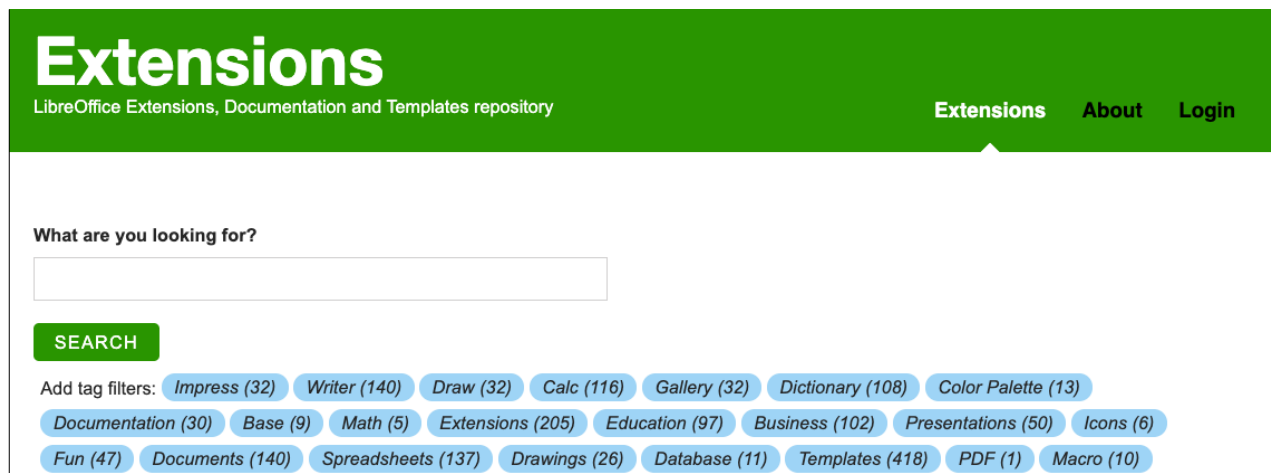 Extensions
LibreOffice Extensions, Documentation and Templates repository
Extensions About Login
What are you looking for?
SEARCH
Add tag filters: Impress (32) Writer (140) Draw (32) Calc (116) Gallery (32) Dictionary (108) Color Palette (13)
Documentation (30) Base (9) Math (5) Extensions (205) Education (97) Business (102) Presentations (50) Icons (6)
Fun (47) Documents (140) Spreadsheets (137) Drawings (26) Database (11) Templates (418) PDF (1) Macro (10)